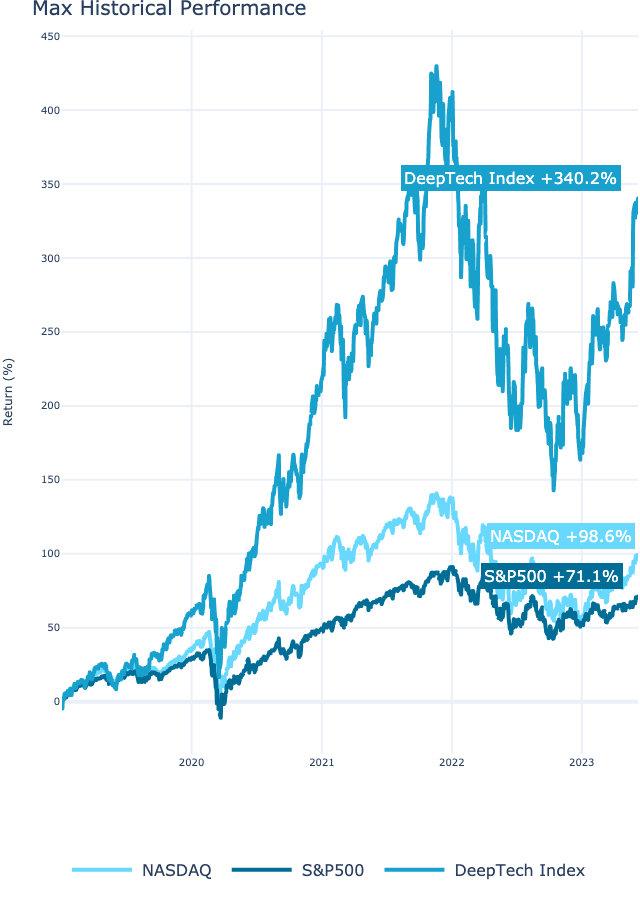 Max Historical Performance
450
400
350
300
250
200
150
100
50
0
Return (%)
DeepTech Index +340.2%
NASDAQ +98.6%
S&P500 +71.1%
2020
2021
2022
2023
NASDAQ
S&P500
DeepTech Index